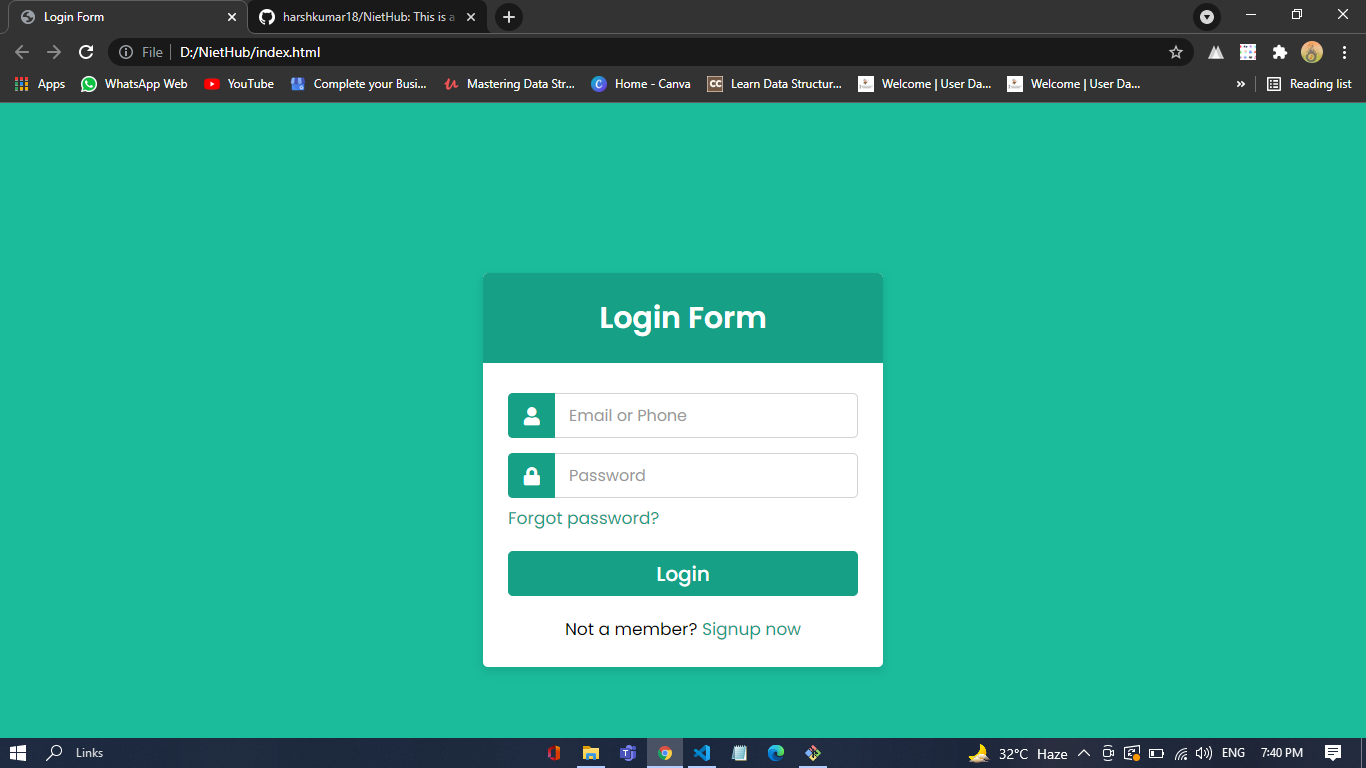 Login Form
harshkumar18/NietHub: This is a
File
D:/NietHub/index.html
Apps
WhatsApp Web
YouTube
Complete your Busi...
Mastering Data Str...
Home - Canva
CC
Learn Data Structur...
Welcome | User Da...
Welcome | User Da...
»
Reading list
Login Form
Email or Phone
Password
Forgot password?
Login
Not a member? Signup now
Links
32°C Haze
ENG
7:40 PM